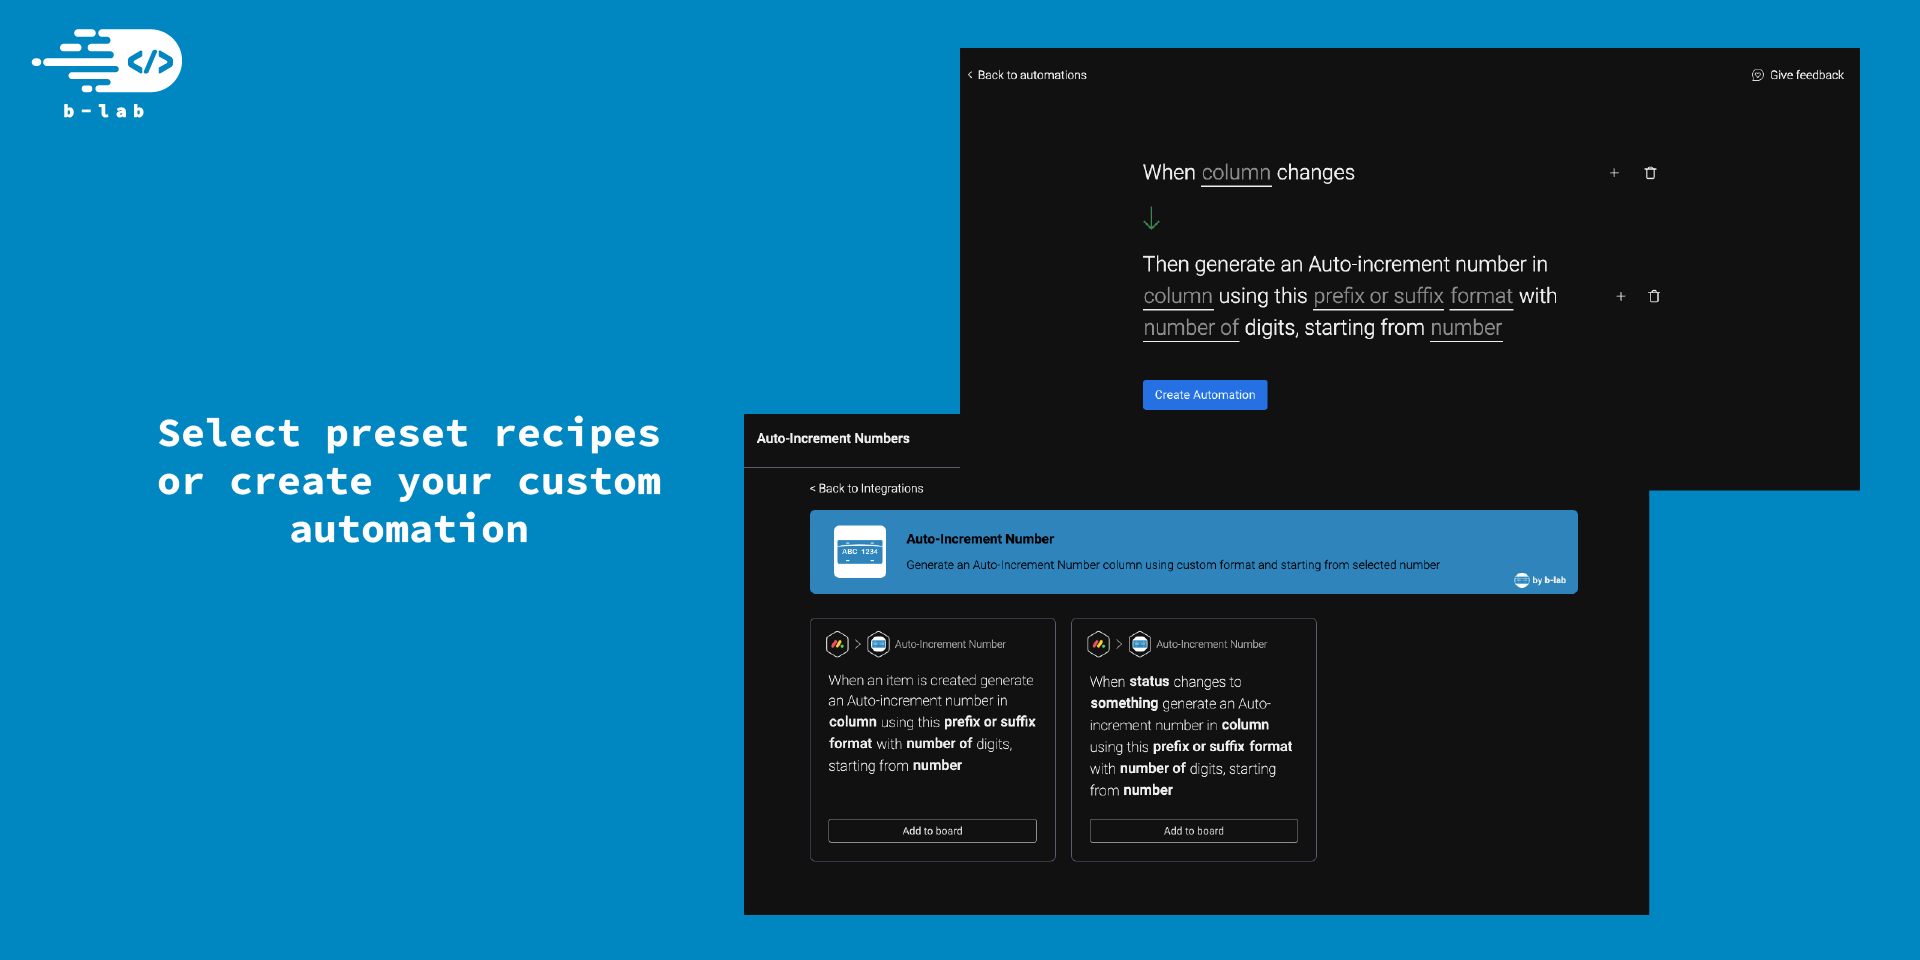 </>
b-lab
Select preset recipes
or create your custom
automation
< Back to automations
Give feedback
When column changes
Then generate an Auto-increment number in
column using this prefix or suffix format with
number of digits, starting from number
Create Automation
Auto-Increment Numbers
< Back to Integrations
ABC 1234
Auto-Increment Number
Generate an Auto-Increment Number column using custom format and starting from selected number
by b-lab
> Auto-Increment Number
When an item is created generate
an Auto-increment number in
column using this prefix or suffix
format with number of digits,
starting from number
Add to board
> Auto-Increment Number
When status changes to
something generate an Auto-
increment number in column
using this prefix or suffix format
with number of digits, starting
from number
Add to board